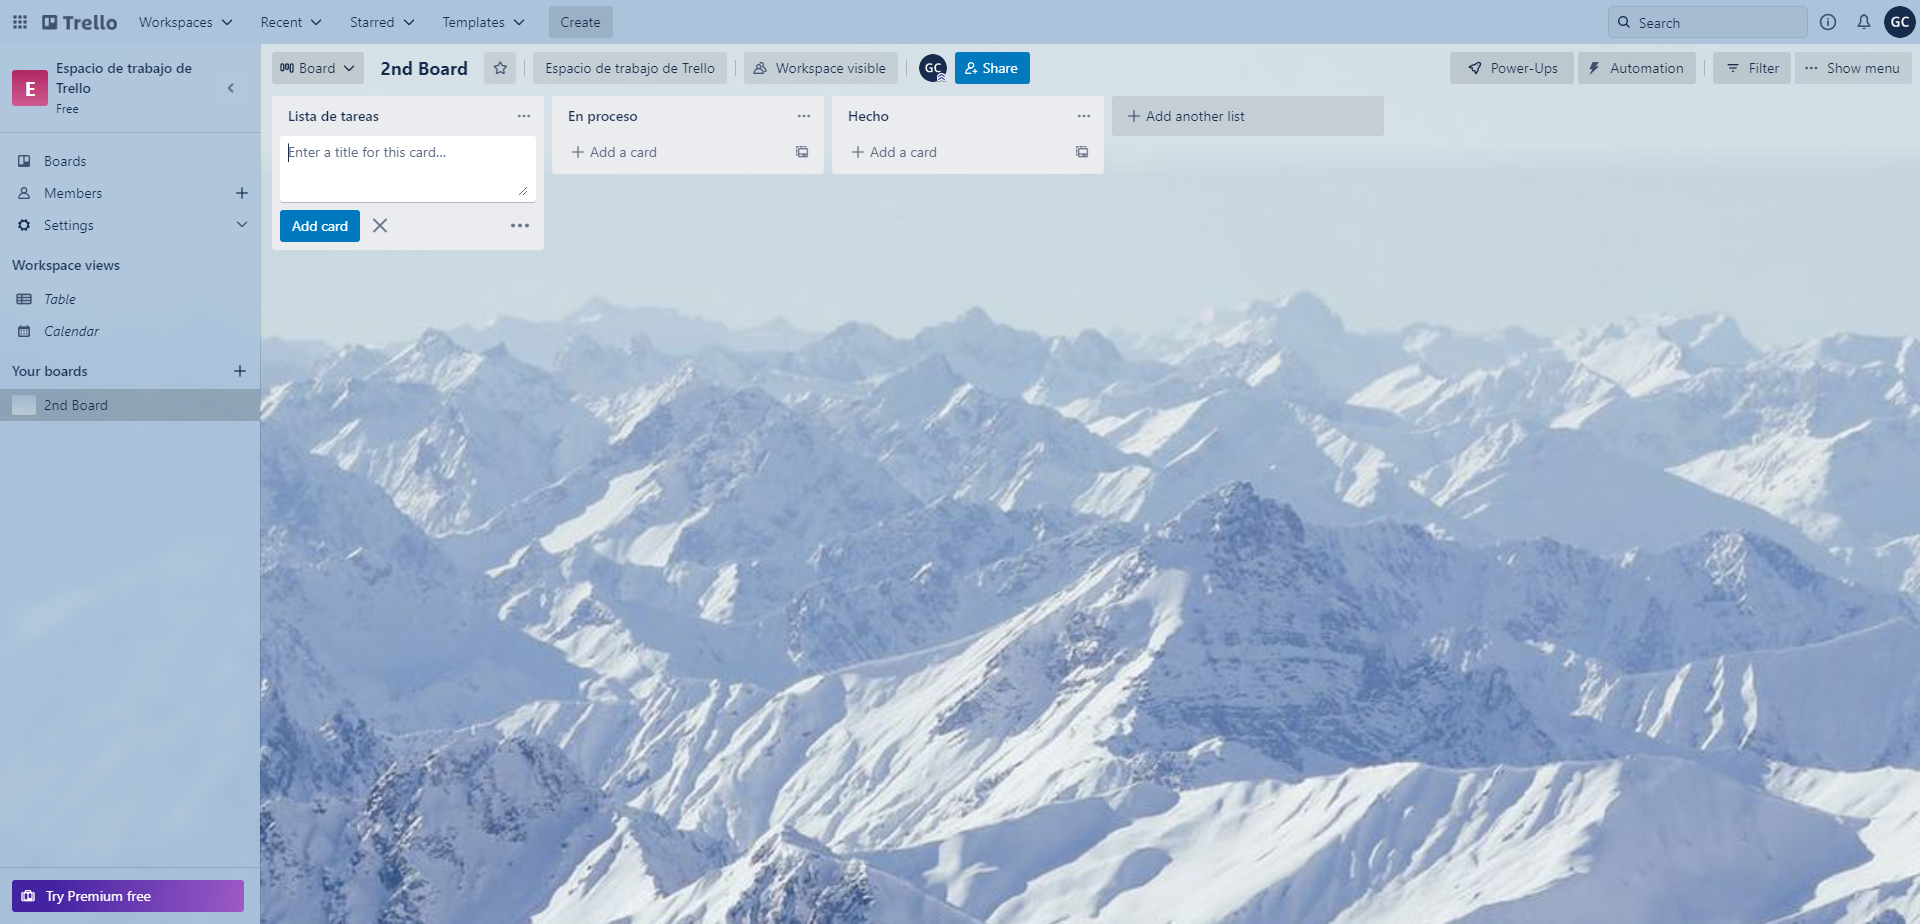 Trello Workspaces Recent Starred Templates Create Search GC
E Espacio de trabajo de
Trello
Free
Boards
Members
Settings
Workspace views
Table
Calendar
Your boards
2nd Board
Try Premium free
Board 2nd Board Espacio de trabajo de Trello Workspace visible GC Share Power-Ups Automation Filter Show menu
Lista de tareas
Enter a title for this card...
Add card
En proceso
Add a card
Hecho
Add a card
Add another list